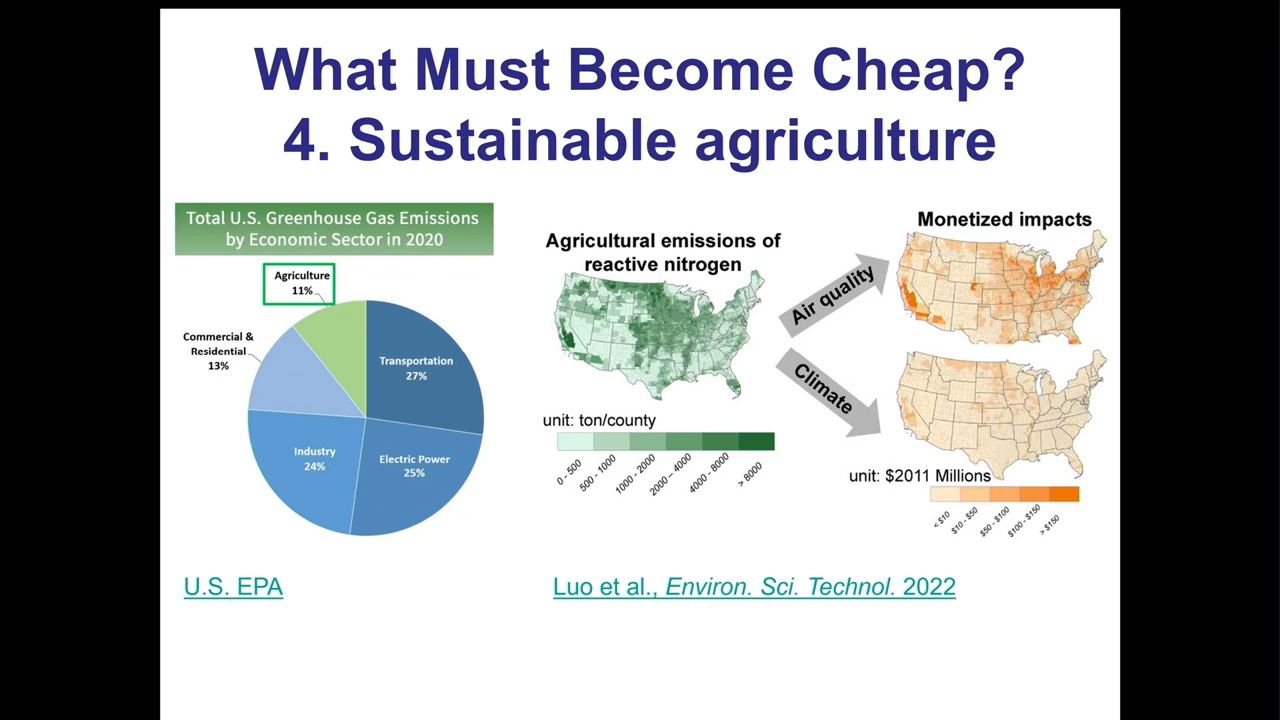 What Must Become Cheap?
4. Sustainable agriculture
Total U.S. Greenhouse Gas Emissions
by Economic Sector in 2020
Agriculture
11%
Commercial &
Residential
13%
Transportation
27%
Industry
24%
Electric Power
25%
Agricultural emissions of
reactive nitrogen
unit: ton/county
0 - 500
500 - 1000
1000 - 2000
2000 – 4000
4000 - 8000
> 8000
Air quality
Climate
Monetized impacts
unit: $2011 Millions
< $10
$10 - $50
$50 - $100
$100 - $150
> $150
U.S. EPA
Luo et al., Environ. Sci. Technol. 2022